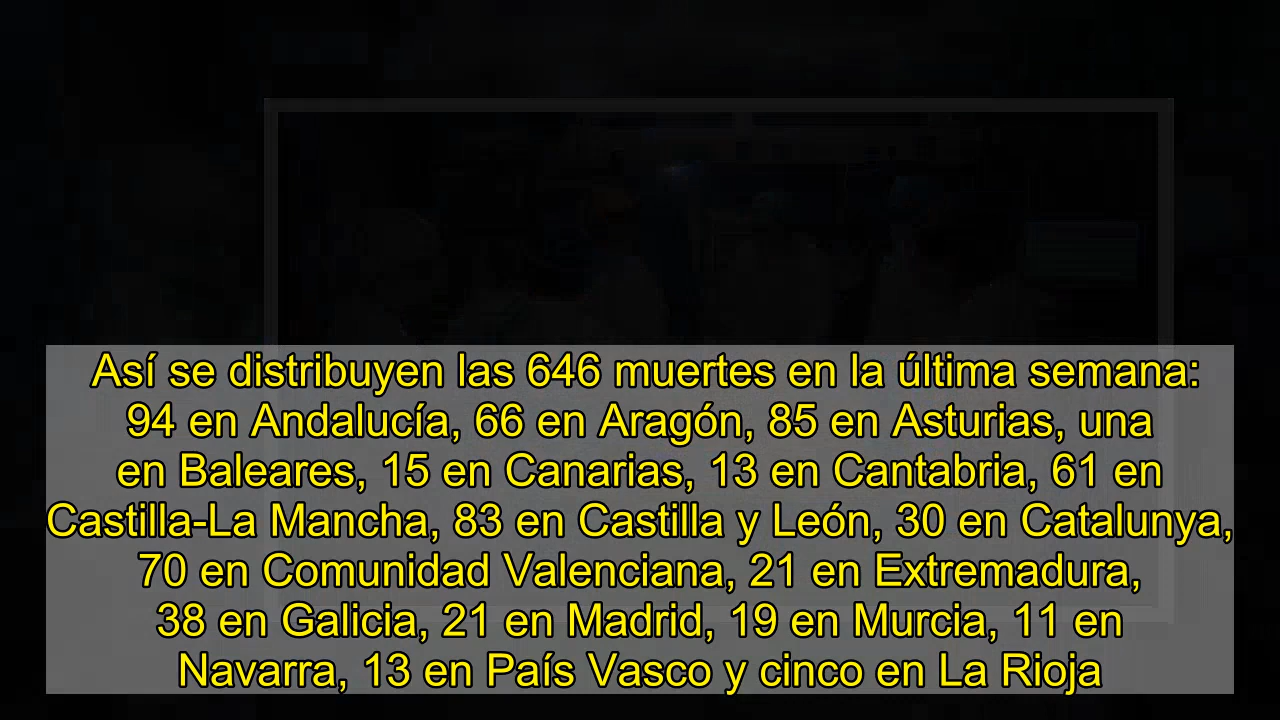 Así se distribuyen las 646 muertes en la última semana:
94 en Andalucía, 66 en Aragón, 85 en Asturias, una
en Baleares, 15 en Canarias, 13 en Cantabria, 61 en
Castilla-La Mancha, 83 en Castilla y León, 30 en Catalunya,
70 en Comunidad Valenciana, 21 en Extremadura,
38 en Galicia, 21 en Madrid, 19 en Murcia, 11 en
Navarra, 13 en País Vasco y cinco en La Rioja